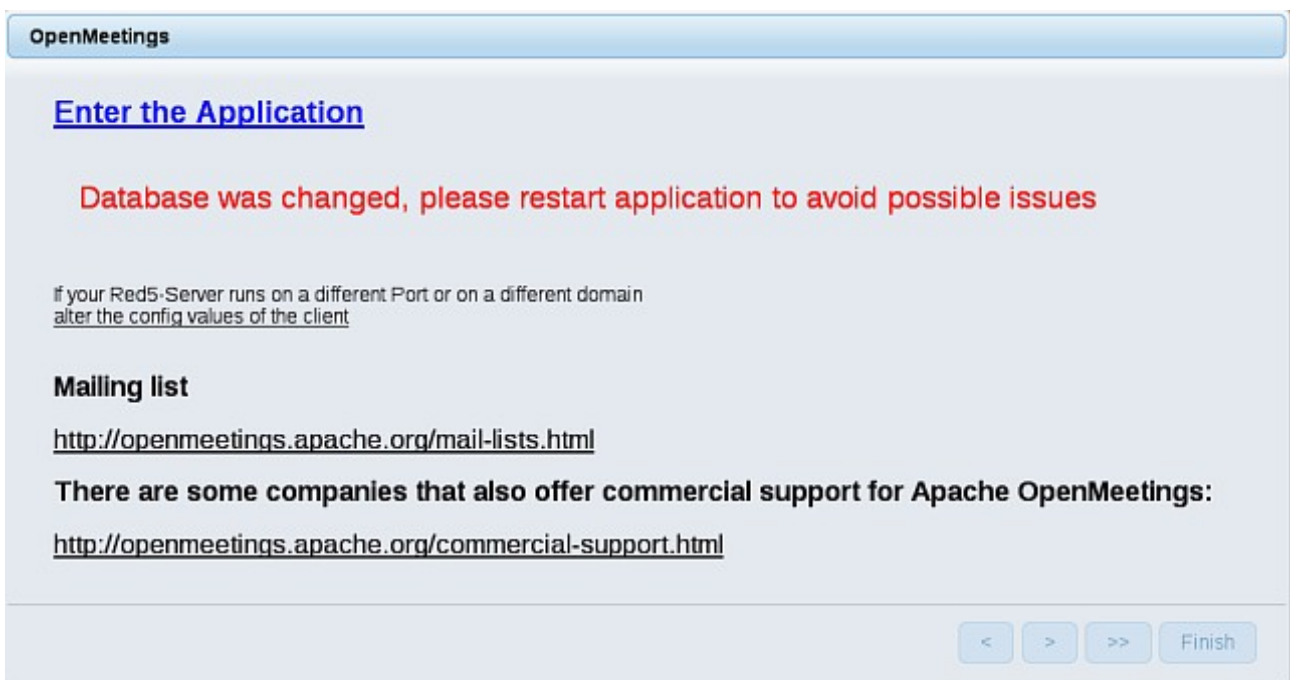 OpenMeetings
Enter the Application
Database was changed, please restart application to avoid possible issues
If your Red5-Server runs on a different Port or on a different domain
alter the config values of the client
Mailing list
http://openmeetings.apache.org/mail-lists.html
There are some companies that also offer commercial support for Apache OpenMeetings:
http://openmeetings.apache.org/commercial-support.html
< > >> Finish